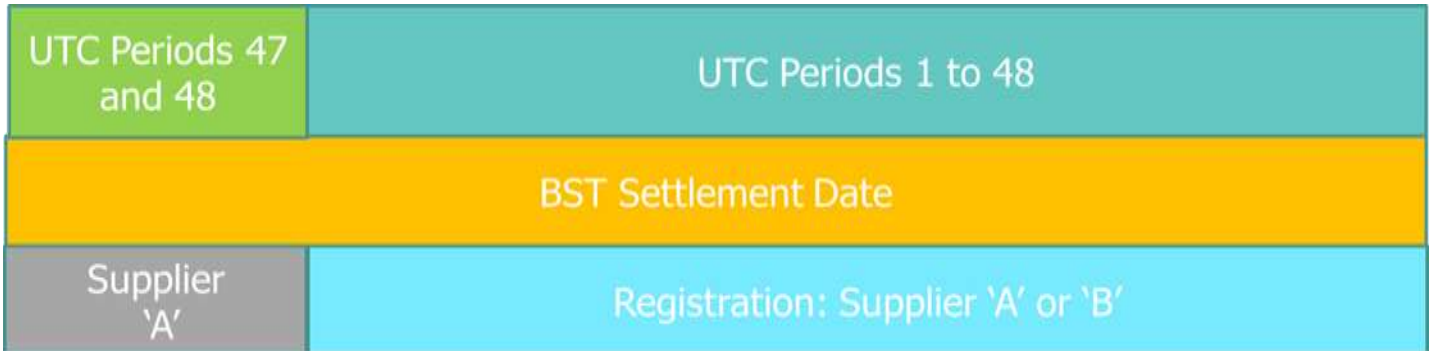 UTC Periods 47
and 48
UTC Periods 1 to 48
BST Settlement Date
Supplier
‘A’
Registration: Supplier ‘A’ or ‘B’